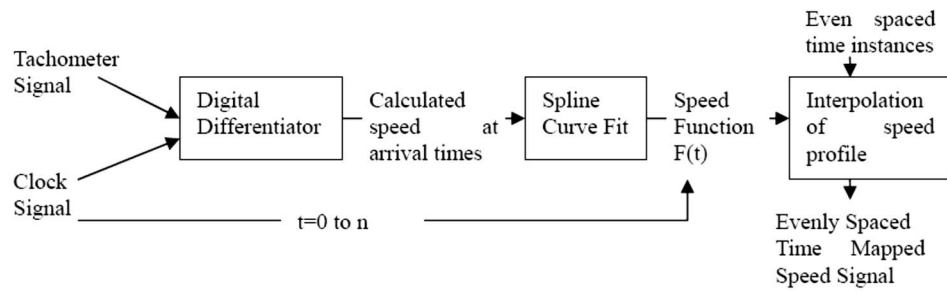 Tachometer
Signal
Clock
Signal
Digital
Differentiator
Calculated
speed at
arrival times
t=0 to n
Spline
Curve Fit
Speed
Function
F(t)
Even spaced
time instances
Interpolation
of speed
profile
Evenly Spaced
Time Mapped
Speed Signal